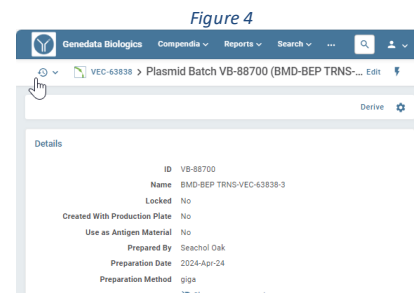 Figure 4
Genedata Biologics Compendia Reports Search ...
VEC-63838 > Plasmid Batch VB-88700 (BMD-BEP TRNS-... Edit
Derive
Details
ID VB-88700
Name BMD-BEP TRNS-VEC-63838-3
Locked No
Created With Production Plate No
Use as Antigen Material No
Prepared By Seachol Oak
Preparation Date 2024-Apr-24
Preparation Method giga